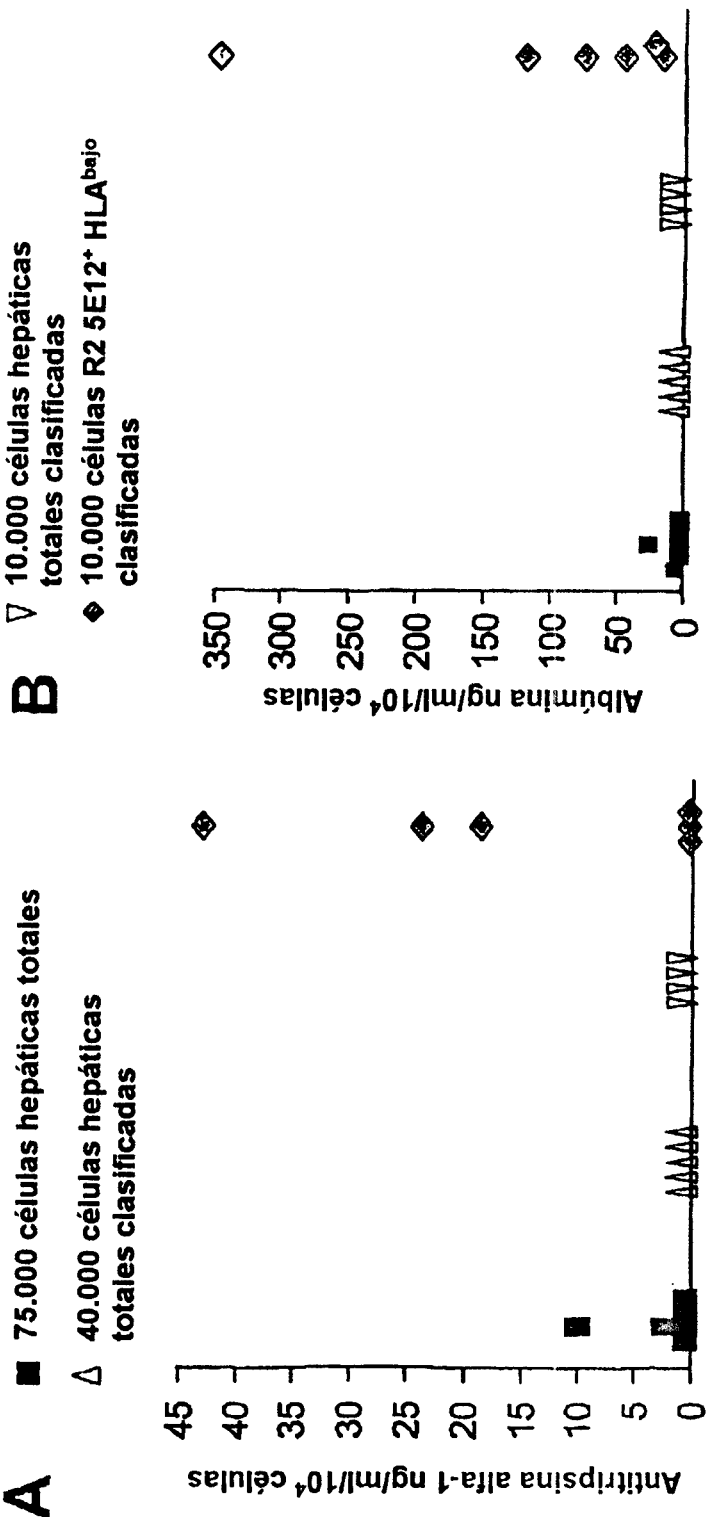 A
■ 75.000 células hepáticas totales
△ 40.000 células hepáticas
totales clasificadas
Antitripsina alfa-1 ng/ml/10⁴ células
45
40
35
30
25
20
15
10
5
0
B
▽ 10.000 células hepáticas
totales clasificadas
◆ 10.000 células R2 5E12⁺ HLAᵇᵃʲᵒ
clasificadas
Albúmina ng/ml/10⁴ células
350
300
250
200
150
100
50
0